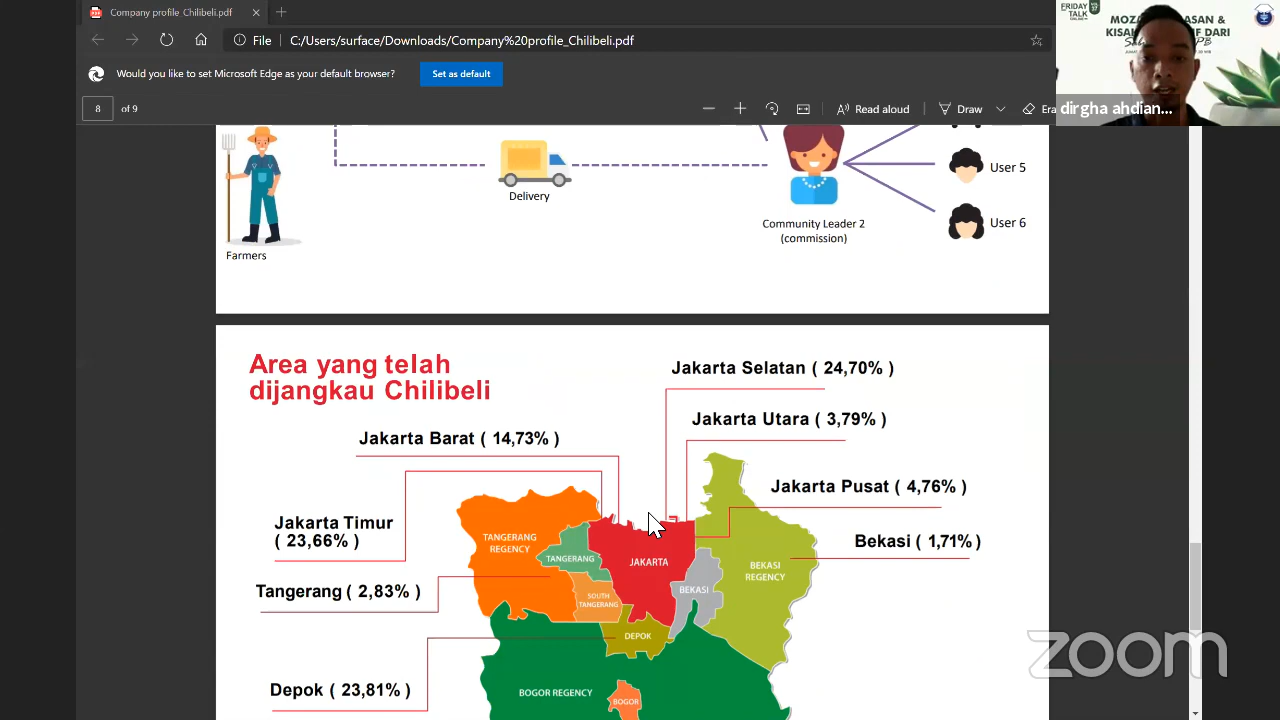 Company profile Chilibeli.pdf
File
C:/Users/surface/Downloads/Company%20profile_Chilibeli.pdf
Would you like to set Microsoft Edge as your default browser?
Set as default
8
of 9
Read aloud
Draw
Era
FRIDAY
TALK
dirgha ahdian...
Farmers
Delivery
Community Leader 2
(commission)
User 5
User 6
Area yang telah
dijangkau Chilibeli
Jakarta Selatan ( 24,70% )
Jakarta Utara ( 3,79% )
Jakarta Barat ( 14,73% )
Jakarta Pusat ( 4,76% )
Jakarta Timur
( 23,66% )
Bekasi ( 1,71%)
Tangerang ( 2,83% )
Depok ( 23,81%)
TANGERANG
REGENCY
TANGERANG
JAKARTA
SOUTH
TANGERANG
BEKASI
BEKASI
REGENCY
DEPOK
BOGOR REGENCY
BOGOR
zoom